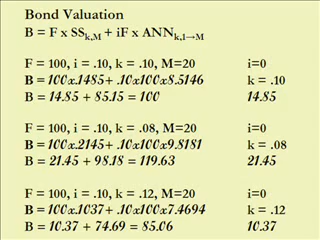 Bond Valuation
B = F x SSk,M + iF x ANNk,1→M
F = 100, i = .10, k = .10, M=20 i=0
B = 100x.1485+ .10x100x8.5146 k = .10
B = 14.85 + 85.15 = 100 14.85
F = 100, i = .10, k = .08, M=20 i=0
B = 100x.2145+ .10x100x9.8181 k = .08
B = 21.45 + 98.18 = 119.63 21.45
F = 100, i = .10, k = .12, M=20 i=0
B = 100x.1037+ .10x100x7.4694 k = .12
B = 10.37 + 74.69 = 85.06 10.37